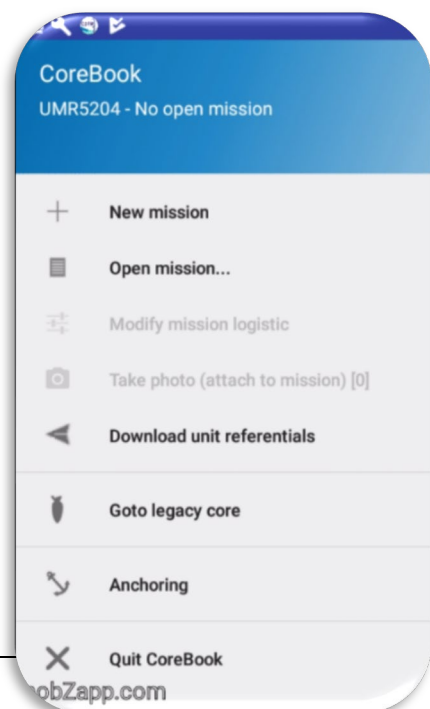 CoreBook
UMR5204 - No open mission
New mission
Open mission...
Modify mission logistic
Take photo (attach to mission) [0]
Download unit referentials
Goto legacy core
Anchoring
Quit CoreBook
obZapp.com